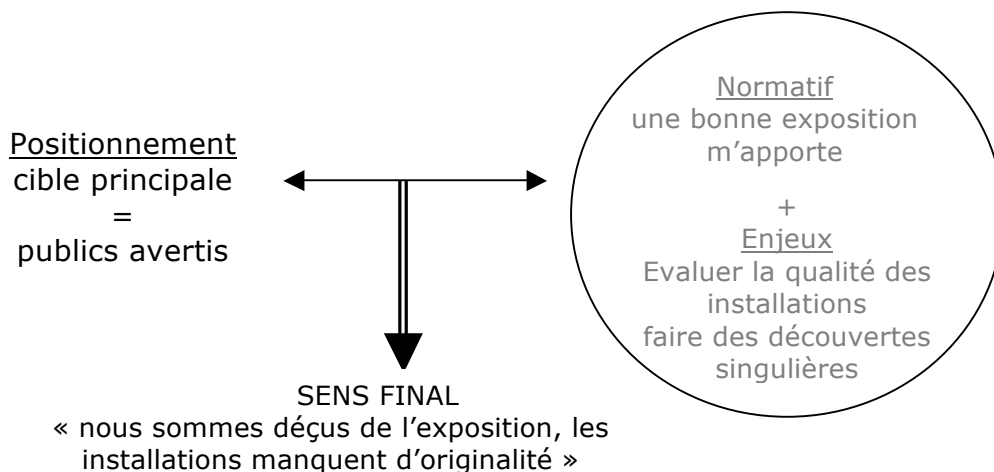 Positionnement
cible principale
=
publics avertis
Normatif
une bonne exposition
m’apporte
+
Enjeux
Evaluer la qualité des
installations
faire des découvertes
singulières
SENS FINAL
« nous sommes déçus de l’exposition, les
installations manquent d’originalité »